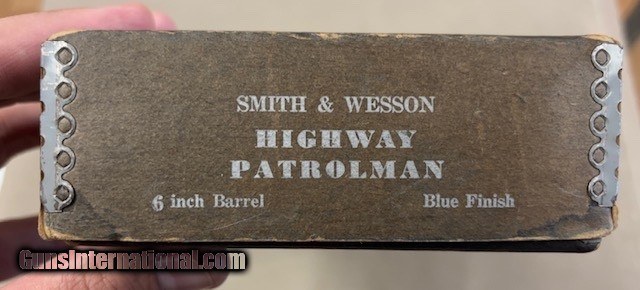 SMITH & WESSON
HIGHWAY
PATROLMAN
6 inch Barrel Blue Finish
GunsInternational.com